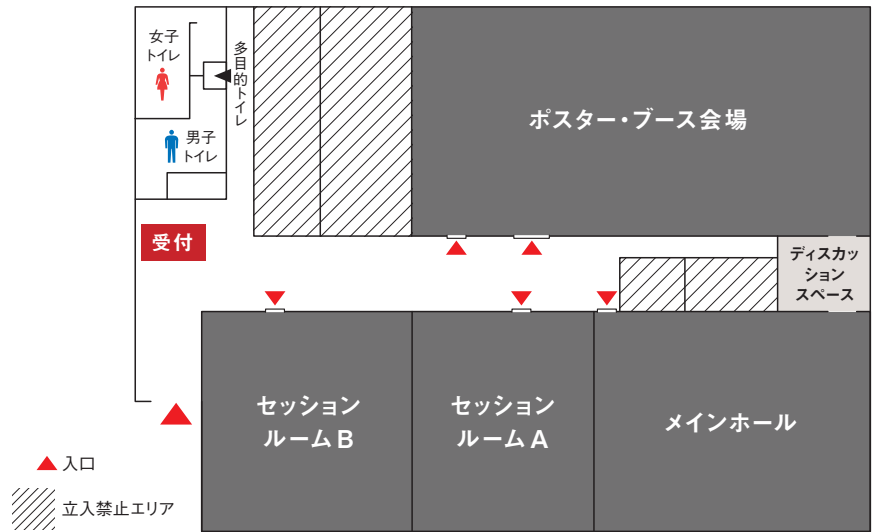 女子
トイレ
多目的トイレ
男子
トイレ
ポスター・ブース会場
受付
ディスカッ
ション
スペース
セッション
ルーム B
セッション
ルーム A
メインホール
入口
立入禁止エリア